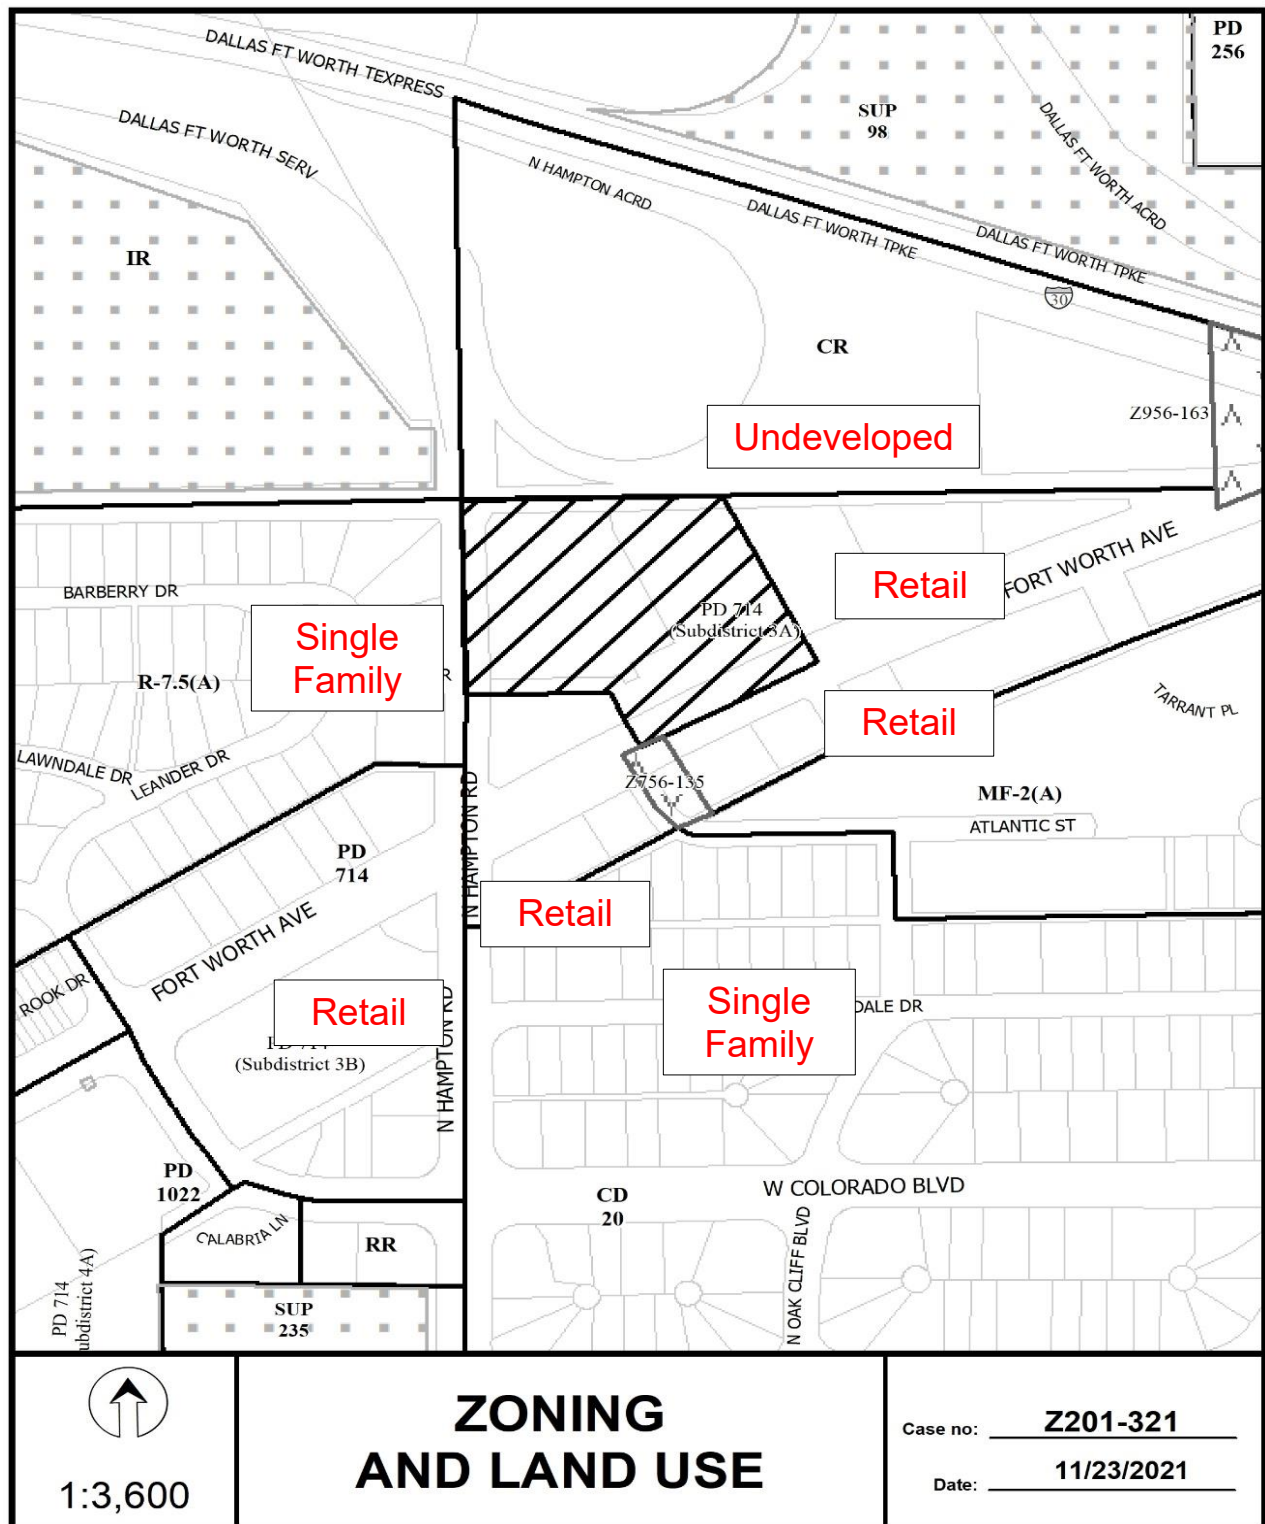 PD
256
DALLAS FT WORTH TEXPRESS
SUP
98
DALLAS FT WORTH SERV
DALLAS FT WORTH ACRD
N HAMPTON ACRD
DALLAS FT WORTH TPKE
DALLAS FT WORTH TPKE
IR
30
CR
Z956-163
Undeveloped
FORT WORTH AVE
Retail
BARBERRY DR
PD 714
(Subdistrict 3A)
Single
Family
R
R-7.5(A)
TARRANT PL
Retail
LAWNDALE DR
LEANDER DR
Z756-135
MF-2(A)
ATLANTIC ST
N HAMPTON RD
PD
714
Retail
FORT WORTH AVE
ROOK DR
Retail
Single
Family
DALE DR
PD 714
(Subdistrict 3B)
N HAMPTON RD
PD
1022
W COLORADO BLVD
CD
20
CALABRIA LN
RR
N OAK CLIFF BLVD
PD 714
ubdistrict 4A)
SUP
235
1:3,600
ZONING
AND LAND USE
Case no: Z201-321
Date: 11/23/2021